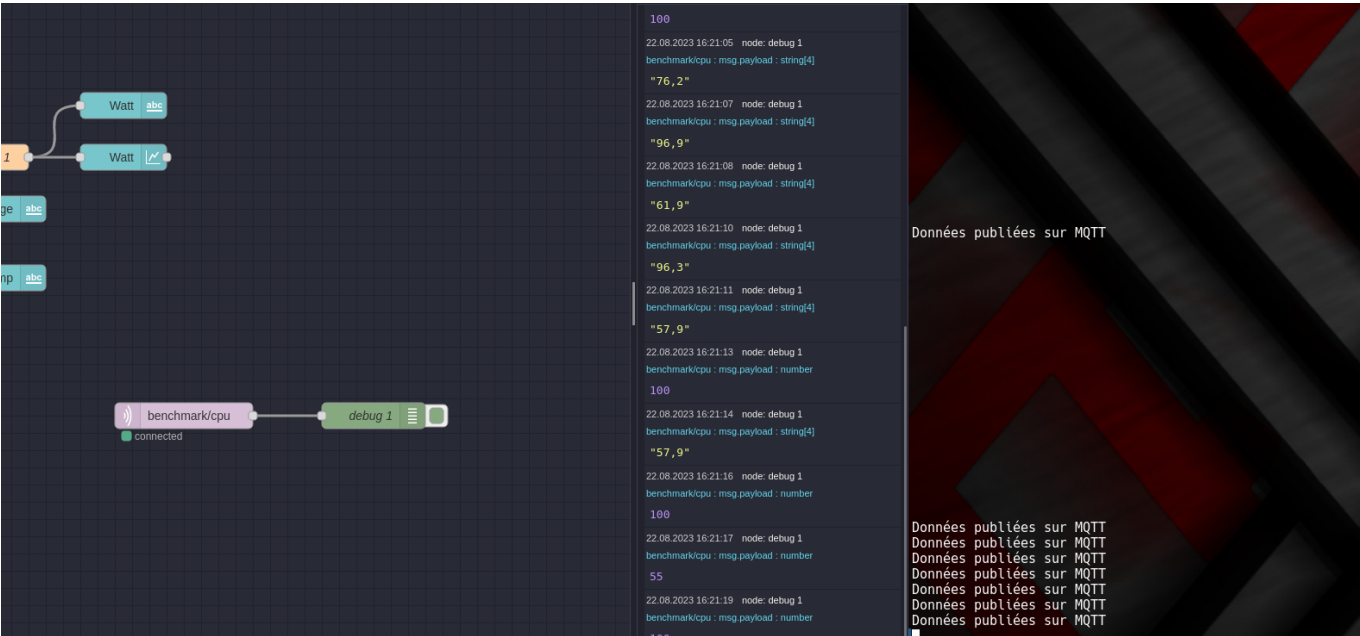 Watt abc
1 Watt
ge abc
mp abc
benchmark/cpu debug 1
connected
100
22.08.2023 16:21:05 node: debug 1
benchmark/cpu : msg.payload : string[4]
"76,2"
22.08.2023 16:21:07 node: debug 1
benchmark/cpu : msg.payload : string[4]
"96,9"
22.08.2023 16:21:08 node: debug 1
benchmark/cpu : msg.payload : string[4]
"61,9"
22.08.2023 16:21:10 node: debug 1
benchmark/cpu : msg.payload : string[4]
"96,3"
22.08.2023 16:21:11 node: debug 1
benchmark/cpu : msg.payload : string[4]
"57,9"
22.08.2023 16:21:13 node: debug 1
benchmark/cpu : msg.payload : number
100
22.08.2023 16:21:14 node: debug 1
benchmark/cpu : msg.payload : string[4]
"57,9"
22.08.2023 16:21:16 node: debug 1
benchmark/cpu : msg.payload : number
100
22.08.2023 16:21:17 node: debug 1
benchmark/cpu : msg.payload : number
55
22.08.2023 16:21:19 node: debug 1
benchmark/cpu : msg.payload : number
Données publiées sur MQTT
Données publiées sur MQTT
Données publiées sur MQTT
Données publiées sur MQTT
Données publiées sur MQTT
Données publiées sur MQTT
Données publiées sur MQTT
Données publiées sur MQTT